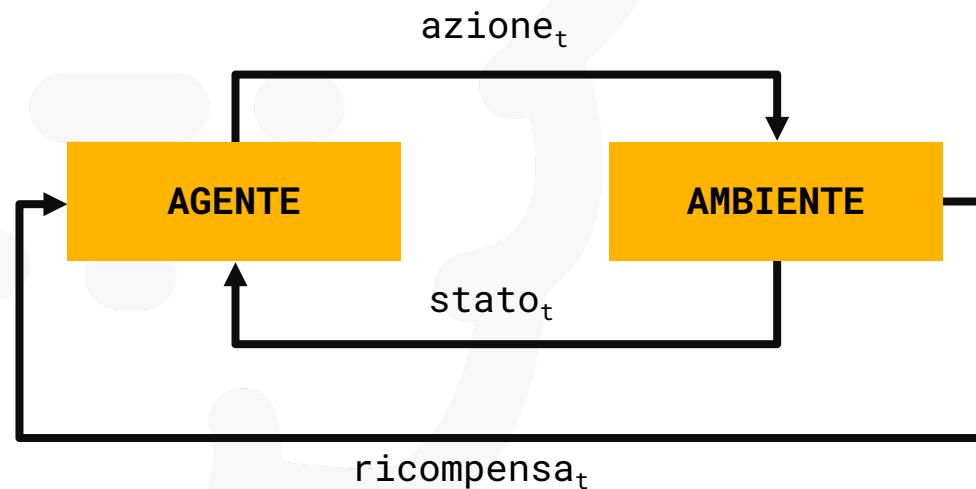 azioneₜ
AGENTE
AMBIENTE
statoₜ
ricompensaₜ